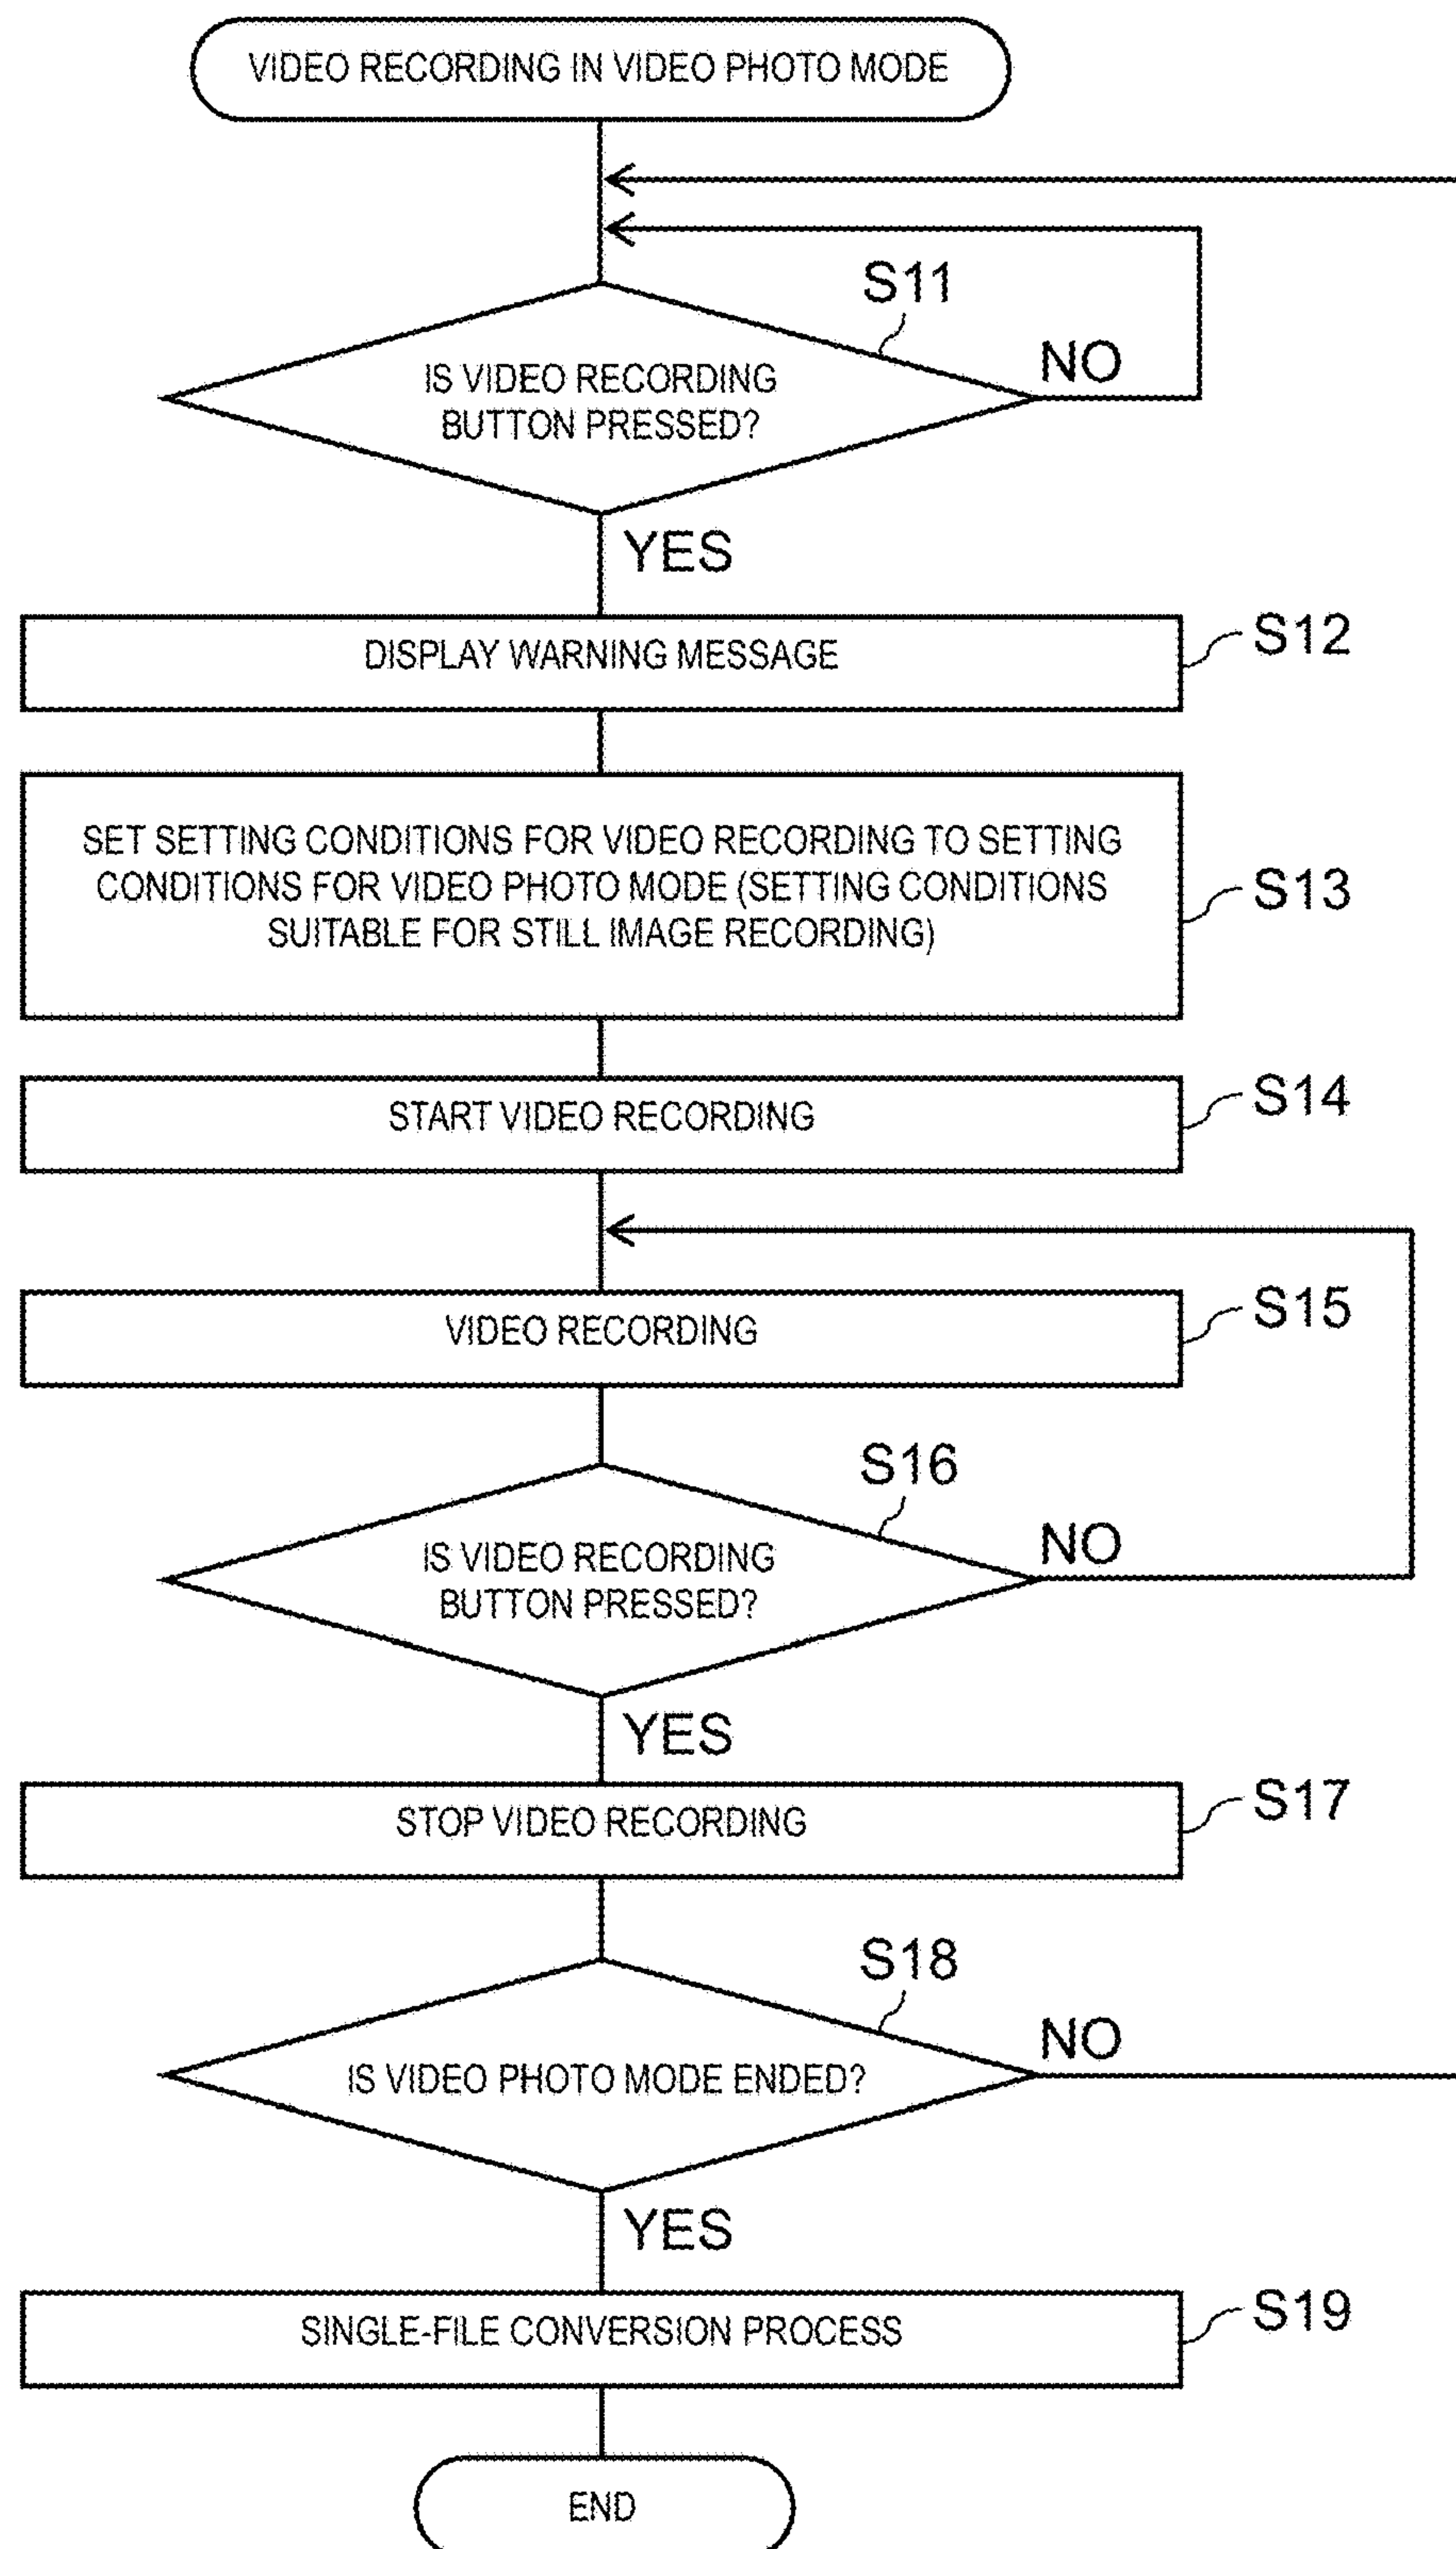 VIDEO RECORDING IN VIDEO PHOTO MODE
S11
IS VIDEO RECORDING
BUTTON PRESSED?
NO
YES
DISPLAY WARNING MESSAGE
S12
SET SETTING CONDITIONS FOR VIDEO RECORDING TO SETTING
CONDITIONS FOR VIDEO PHOTO MODE (SETTING CONDITIONS
SUITABLE FOR STILL IMAGE RECORDING)
S13
START VIDEO RECORDING
S14
VIDEO RECORDING
S15
S16
IS VIDEO RECORDING
BUTTON PRESSED?
NO
YES
STOP VIDEO RECORDING
S17
S18
IS VIDEO PHOTO MODE ENDED?
NO
YES
SINGLE-FILE CONVERSION PROCESS
S19
END